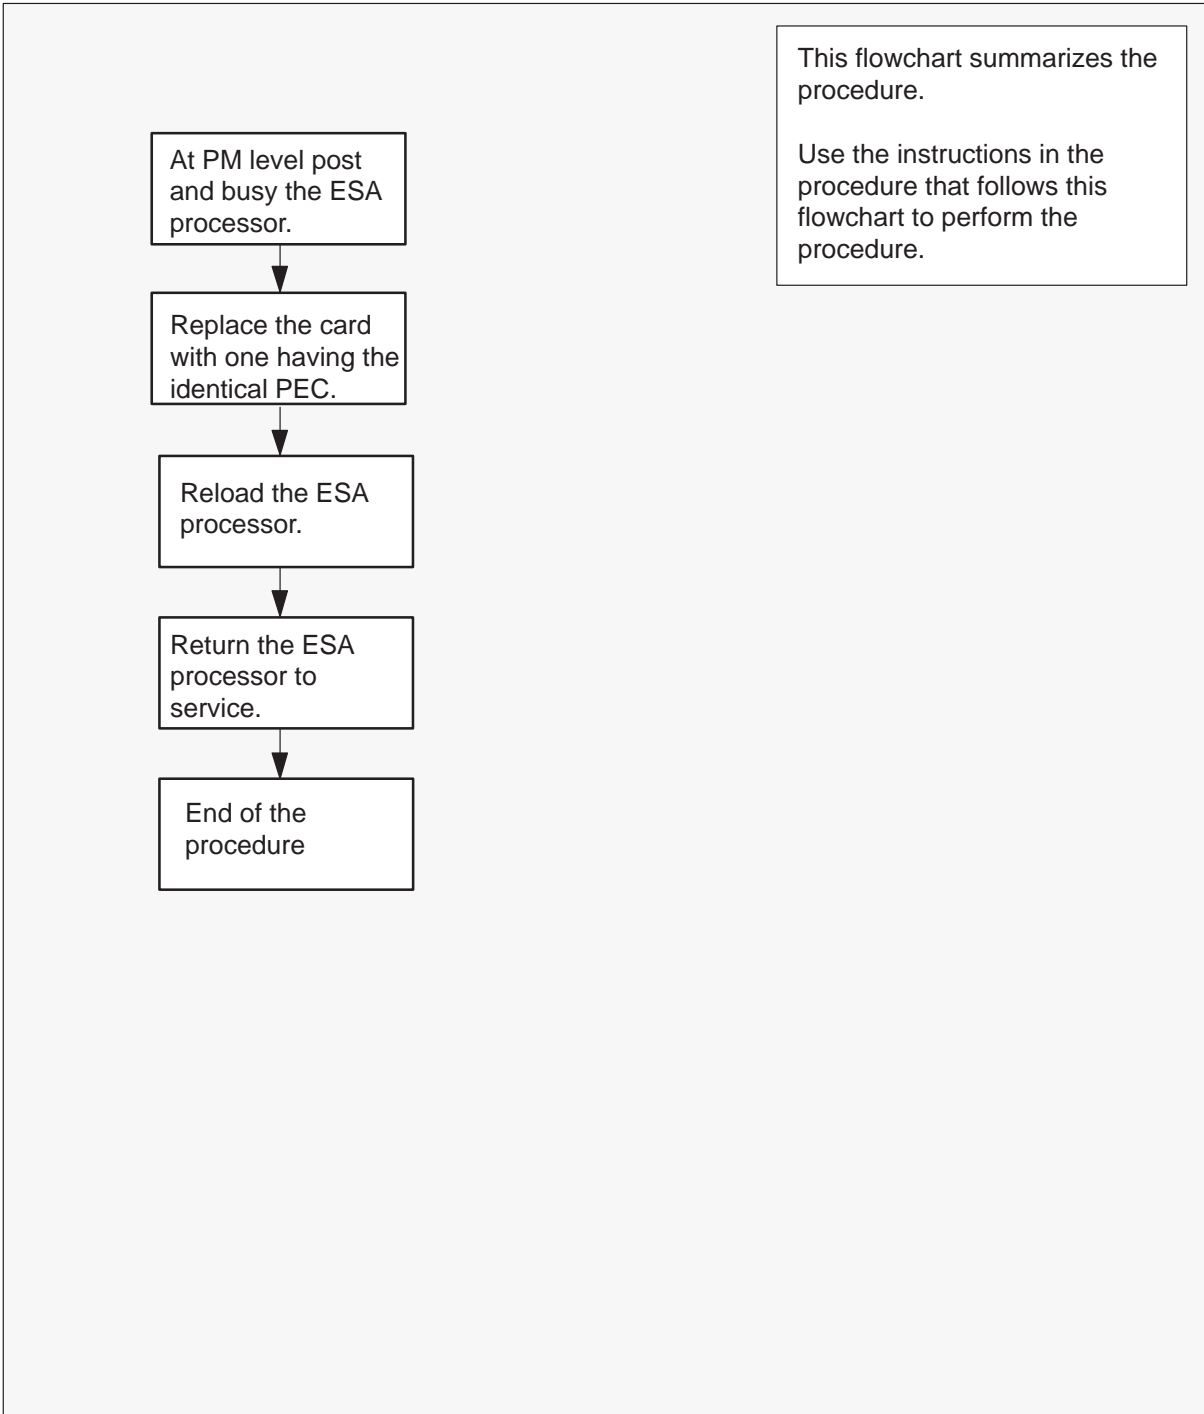 This flowchart summarizes the
procedure.
Use the instructions in the
procedure that follows this
flowchart to perform the
procedure.
At PM level post
and busy the ESA
processor.
Replace the card
with one having the
identical PEC.
Reload the ESA
processor.
Return the ESA
processor to
service.
End of the
procedure